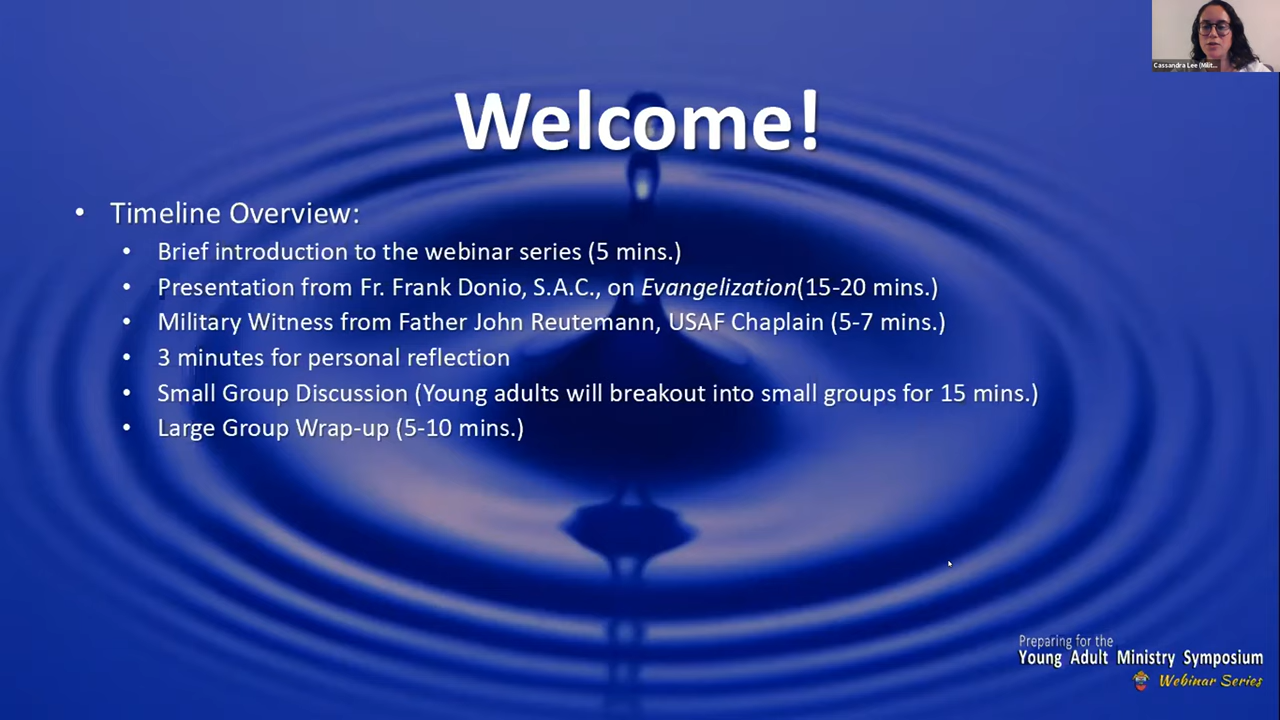 Cassandra Lee (Milit...
Welcome!
• Timeline Overview:
• Brief introduction to the webinar series (5 mins.)
• Presentation from Fr. Frank Donio, S.A.C., on Evangelization(15-20 mins.)
• Military Witness from Father John Reutemann, USAF Chaplain (5-7 mins.)
• 3 minutes for personal reflection
• Small Group Discussion (Young adults will breakout into small groups for 15 mins.)
• Large Group Wrap-up (5-10 mins.)
Preparing for the
Young Adult Ministry Symposium
Webinar Series